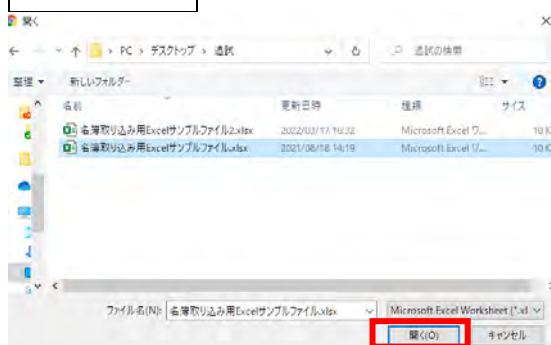 開く
PC › デスクトップ › 追試
追試の検索
整理 ▼ 新しいフォルダー
名前 更新日時 種類 サイズ
名簿取り込み用Excelサンプルファイル2.xlsx 2022/03/17 16:32 Microsoft Excel ワ... 10 K
名簿取り込み用Excelサンプルファイル.xlsx 2021/08/18 14:19 Microsoft Excel ワ... 10 K
ファイル名(N): 名簿取り込み用Excelサンプルファイル.xlsx Microsoft Excel Worksheet (*.xl
開く(O) キャンセル